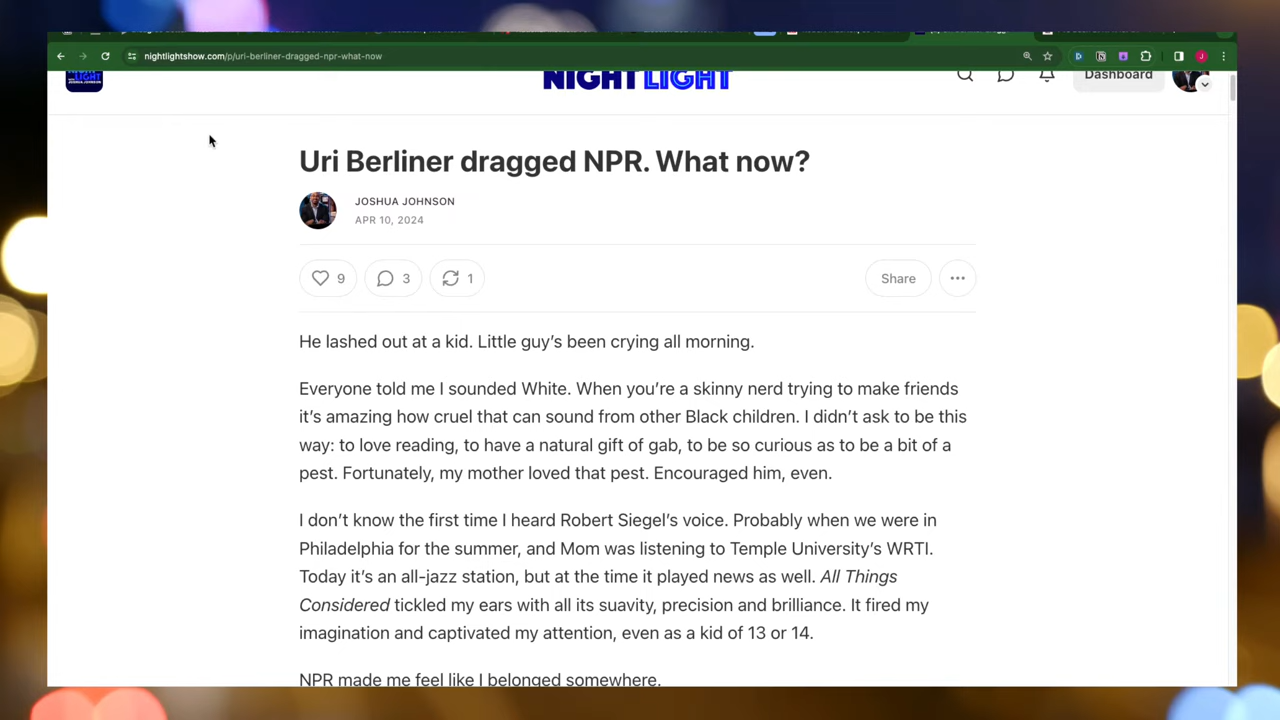 nightlightshow.com/p/uri-berliner-dragged-npr-what-now
J
NIGHT LIGHT
Dashboard
Uri Berliner dragged NPR. What now?
JOSHUA JOHNSON
APR 10, 2024
9 3 1 Share
He lashed out at a kid. Little guy’s been crying all morning.
Everyone told me I sounded White. When you’re a skinny nerd trying to make friends
it’s amazing how cruel that can sound from other Black children. I didn’t ask to be this
way: to love reading, to have a natural gift of gab, to be so curious as to be a bit of a
pest. Fortunately, my mother loved that pest. Encouraged him, even.
I don’t know the first time I heard Robert Siegel’s voice. Probably when we were in
Philadelphia for the summer, and Mom was listening to Temple University’s WRTI.
Today it’s an all-jazz station, but at the time it played news as well. All Things
Considered tickled my ears with all its suavity, precision and brilliance. It fired my
imagination and captivated my attention, even as a kid of 13 or 14.
NPR made me feel like I belonged somewhere.